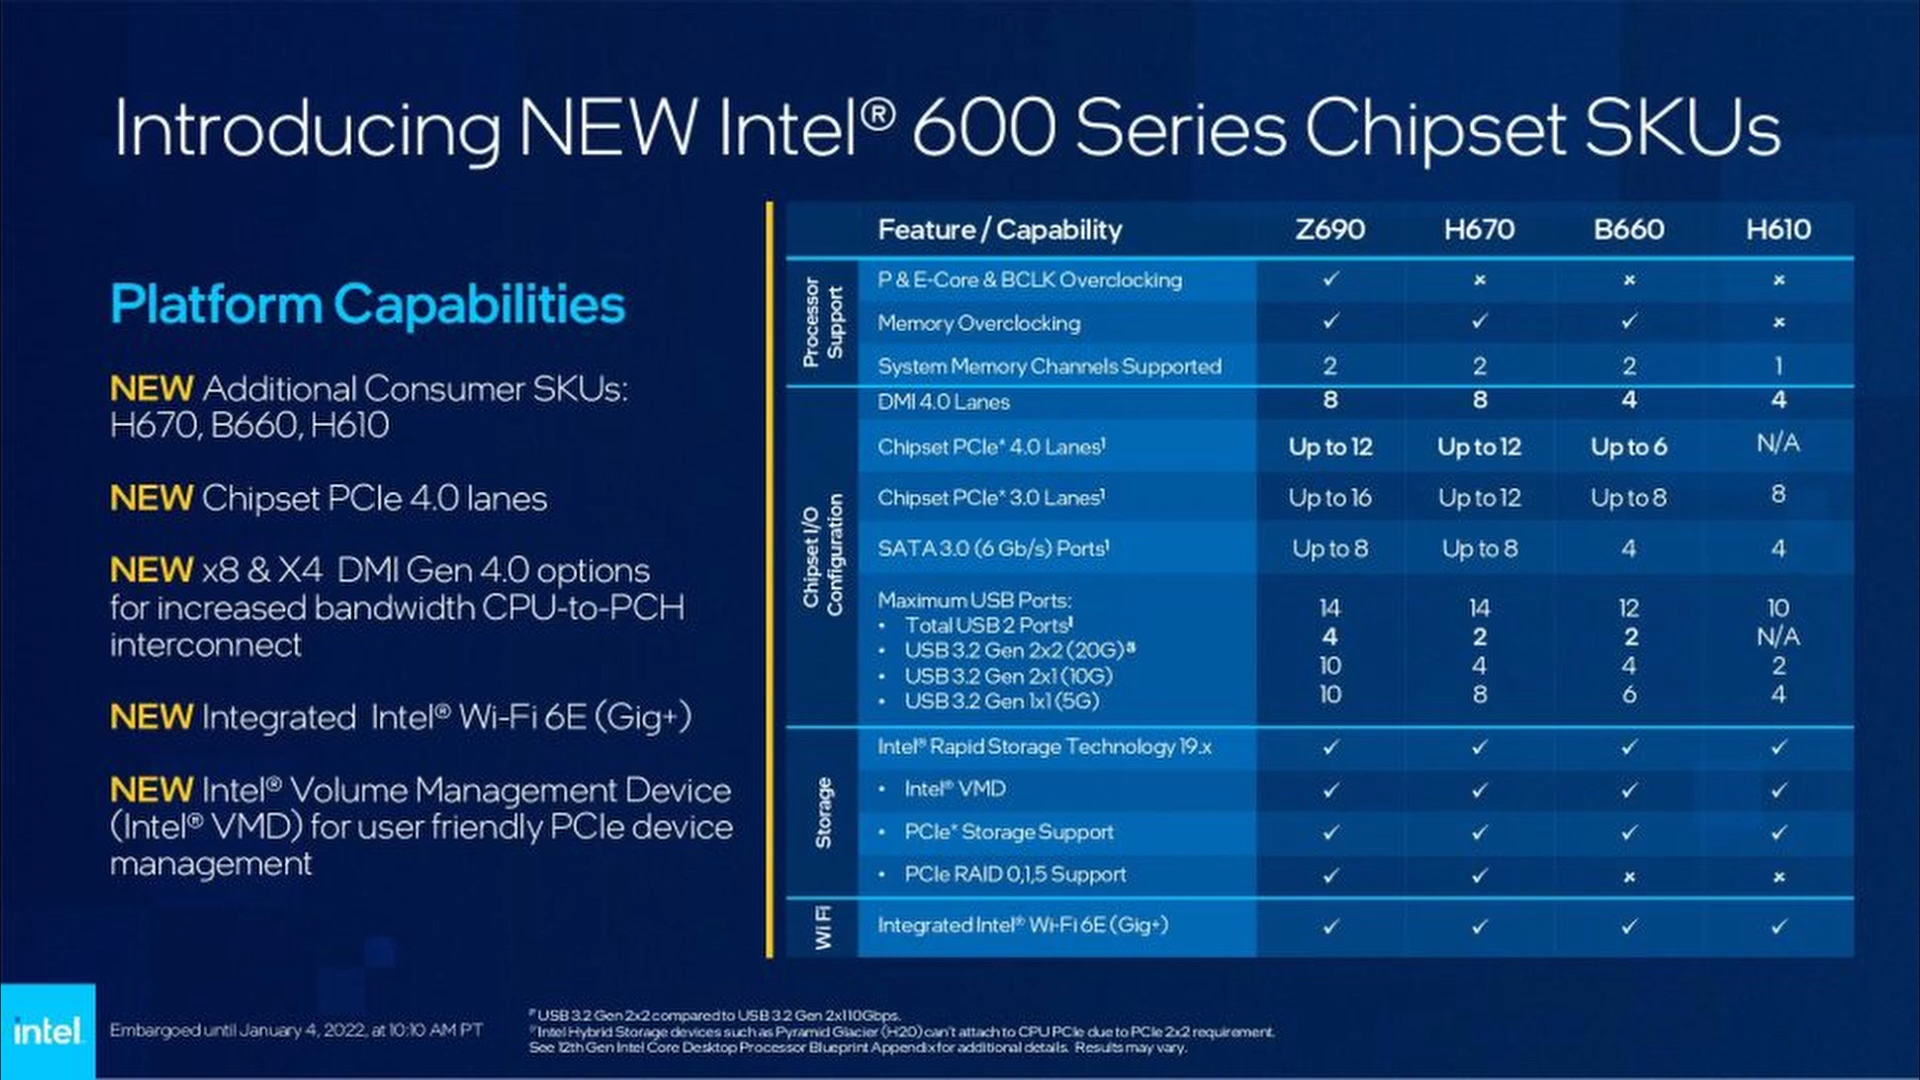 Introducing NEW Intel® 600 Series Chipset SKUs
Platform Capabilities
NEW Additional Consumer SKUs:
H670, B660, H610
NEW Chipset PCIe 4.0 lanes
NEW x8 & X4 DMI Gen 4.0 options
for increased bandwidth CPU-to-PCH
interconnect
NEW Integrated Intel® Wi-Fi 6E (Gig+)
NEW Intel® Volume Management Device
(Intel® VMD) for user friendly PCIe device
management
Feature / Capability Z690 H670 B660 H610
Processor
Support
P & E-Core & BCLK Overclocking ✓ × × ×
Memory Overclocking ✓ ✓ ✓ ×
System Memory Channels Supported 2 2 2 1
Chipset I/O
Configuration
DMI 4.0 Lanes 8 8 4 4
Chipset PCIe* 4.0 Lanes¹ Up to 12 Up to 12 Up to 6 N/A
Chipset PCIe* 3.0 Lanes¹ Up to 16 Up to 12 Up to 8 8
SATA 3.0 (6 Gb/s) Ports¹ Up to 8 Up to 8 4 4
Maximum USB Ports:
• Total USB 2 Ports¹ 14 14 12 10
• USB 3.2 Gen 2x2 (20G) 4 2 2 N/A
• USB 3.2 Gen 2x1 (10G) 10 4 4 2
• USB 3.2 Gen 1x1 (5G) 10 8 6 4
Storage
Intel® Rapid Storage Technology 19.x ✓ ✓ ✓ ✓
• Intel® VMD ✓ ✓ ✓ ✓
• PCIe* Storage Support ✓ ✓ ✓ ✓
• PCIe RAID 0,1,5 Support ✓ ✓ × ×
Wi Fi
Integrated Intel® Wi-Fi 6E (Gig+) ✓ ✓ ✓ ✓
intel.
Embargoed until January 4, 2022, at 10:10 AM PT
USB 3.2 Gen 2x2 compared to USB 3.2 Gen 2x1 10Gbps.
Intel Hybrid Storage devices such as Pyramid Glacier (H20) can't attach to CPU PCIe due to PCIe 2x2 requirement.
See 12th Gen Intel Core Desktop Processor Blueprint Appendix for additional details. Results may vary.